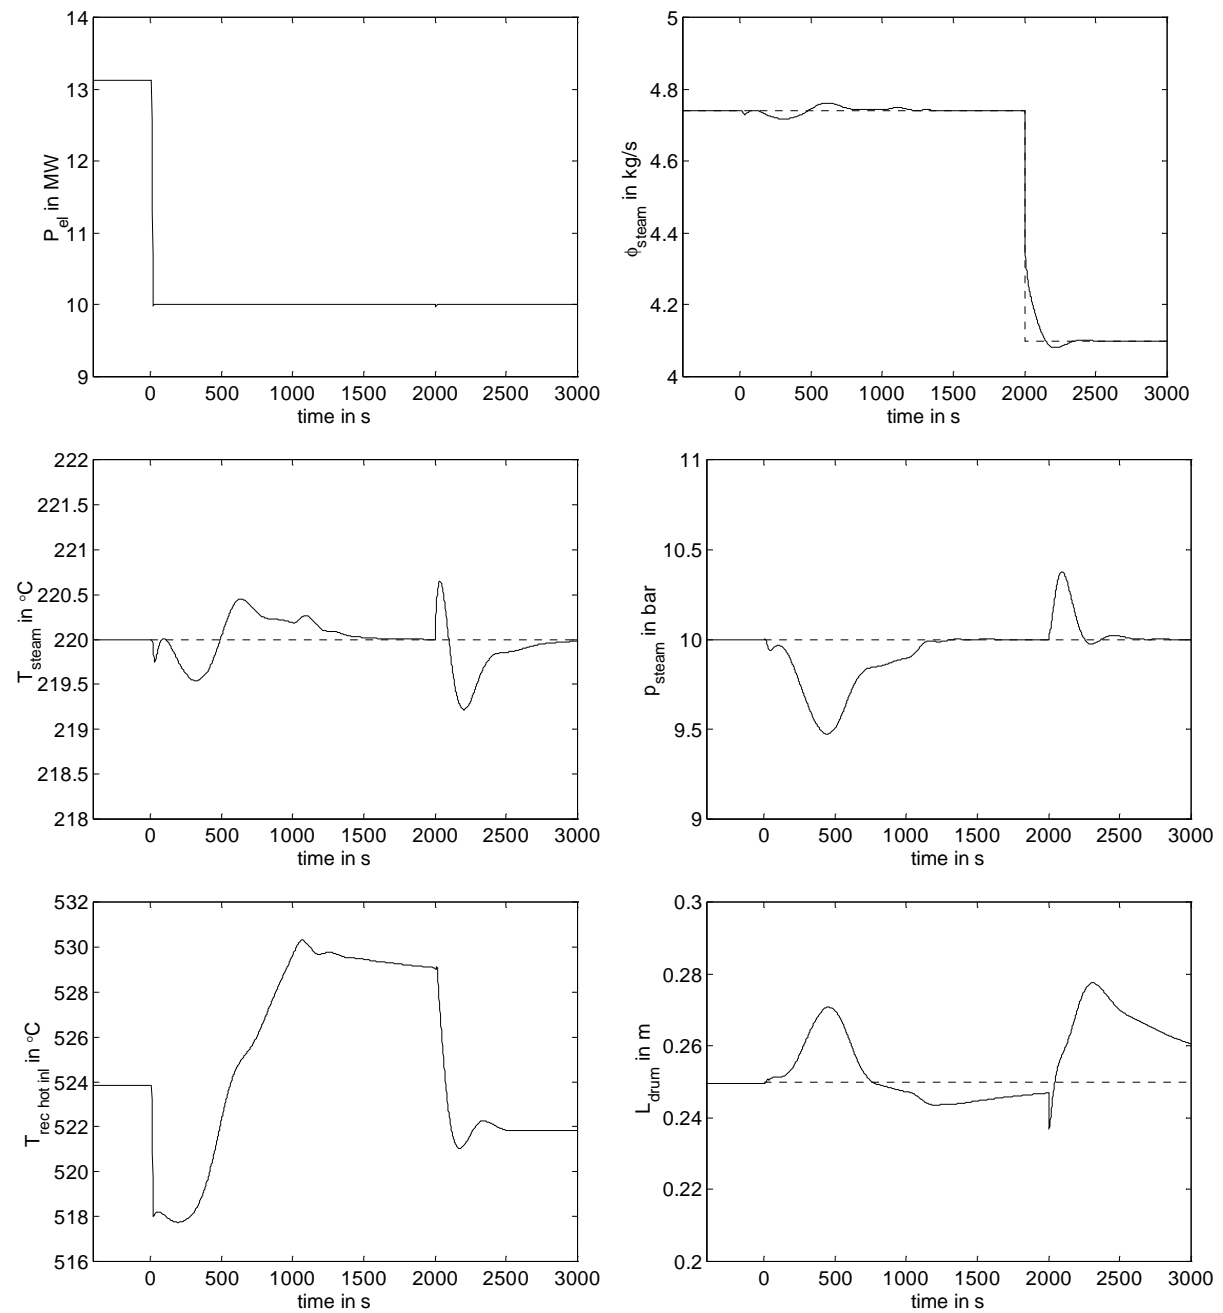 14
13
12
11
10
9
P_el in MW
0 500 1000 1500 2000 2500 3000
time in s
5
4.8
4.6
4.4
4.2
4
ϕ_steam in kg/s
0 500 1000 1500 2000 2500 3000
time in s
222
221.5
221
220.5
220
219.5
219
218.5
218
T_steam in °C
0 500 1000 1500 2000 2500 3000
time in s
11
10.5
10
9.5
9
p_steam in bar
0 500 1000 1500 2000 2500 3000
time in s
532
530
528
526
524
522
520
518
516
T_rec hot inl in °C
0 500 1000 1500 2000 2500 3000
time in s
0.3
0.28
0.26
0.24
0.22
0.2
L_drum in m
0 500 1000 1500 2000 2500 3000
time in s